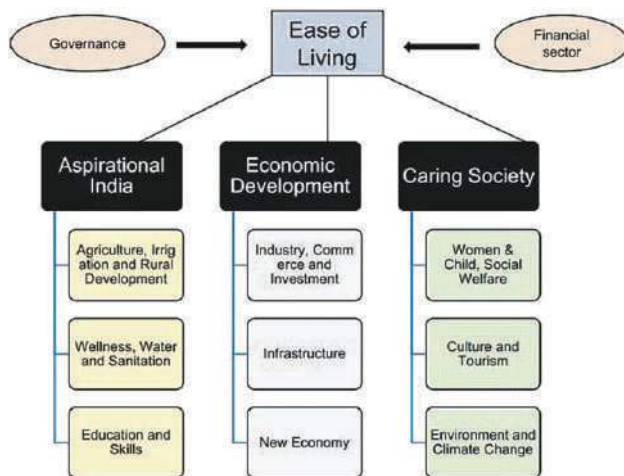 Governance
Ease of
Living
Financial
sector
Aspirational
India
Economic
Development
Caring Society
Agriculture, Irrig
ation and Rural
Development
Industry, Comm
erce and
Investment
Women &
Child, Social
Welfare
Wellness, Water
and Sanitation
Infrastructure
Culture and
Tourism
Education and
Skills
New Economy
Environment and
Climate Change